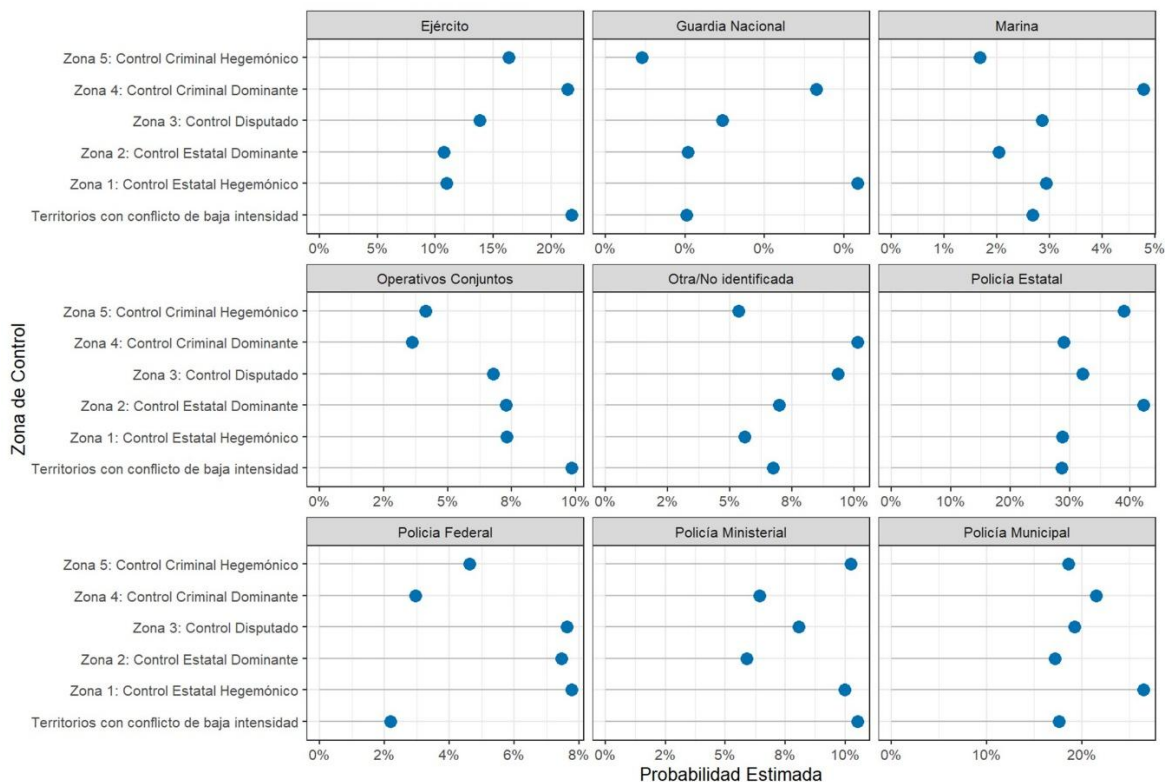 Ejército
Guardia Nacional
Marina
Zona 5: Control Criminal Hegemónico
Zona 4: Control Criminal Dominante
Zona 3: Control Disputado
Zona 2: Control Estatal Dominante
Zona 1: Control Estatal Hegemónico
Territorios con conflicto de baja intensidad
0% 5% 10% 15% 20%
0% 0% 0% 0%
0% 1% 2% 3% 4% 5%
Operativos Conjuntos
Otra/No identificada
Policía Estatal
Zona 5: Control Criminal Hegemónico
Zona 4: Control Criminal Dominante
Zona 3: Control Disputado
Zona 2: Control Estatal Dominante
Zona 1: Control Estatal Hegemónico
Territorios con conflicto de baja intensidad
0% 2% 5% 8% 10%
0% 2% 5% 8% 10%
0% 10% 20% 30% 40%
Policia Federal
Policía Ministerial
Policía Municipal
Zona 5: Control Criminal Hegemónico
Zona 4: Control Criminal Dominante
Zona 3: Control Disputado
Zona 2: Control Estatal Dominante
Zona 1: Control Estatal Hegemónico
Territorios con conflicto de baja intensidad
0% 2% 4% 6% 8%
0% 2% 5% 8% 10%
0% 10% 20%
Zona de Control
Probabilidad Estimada